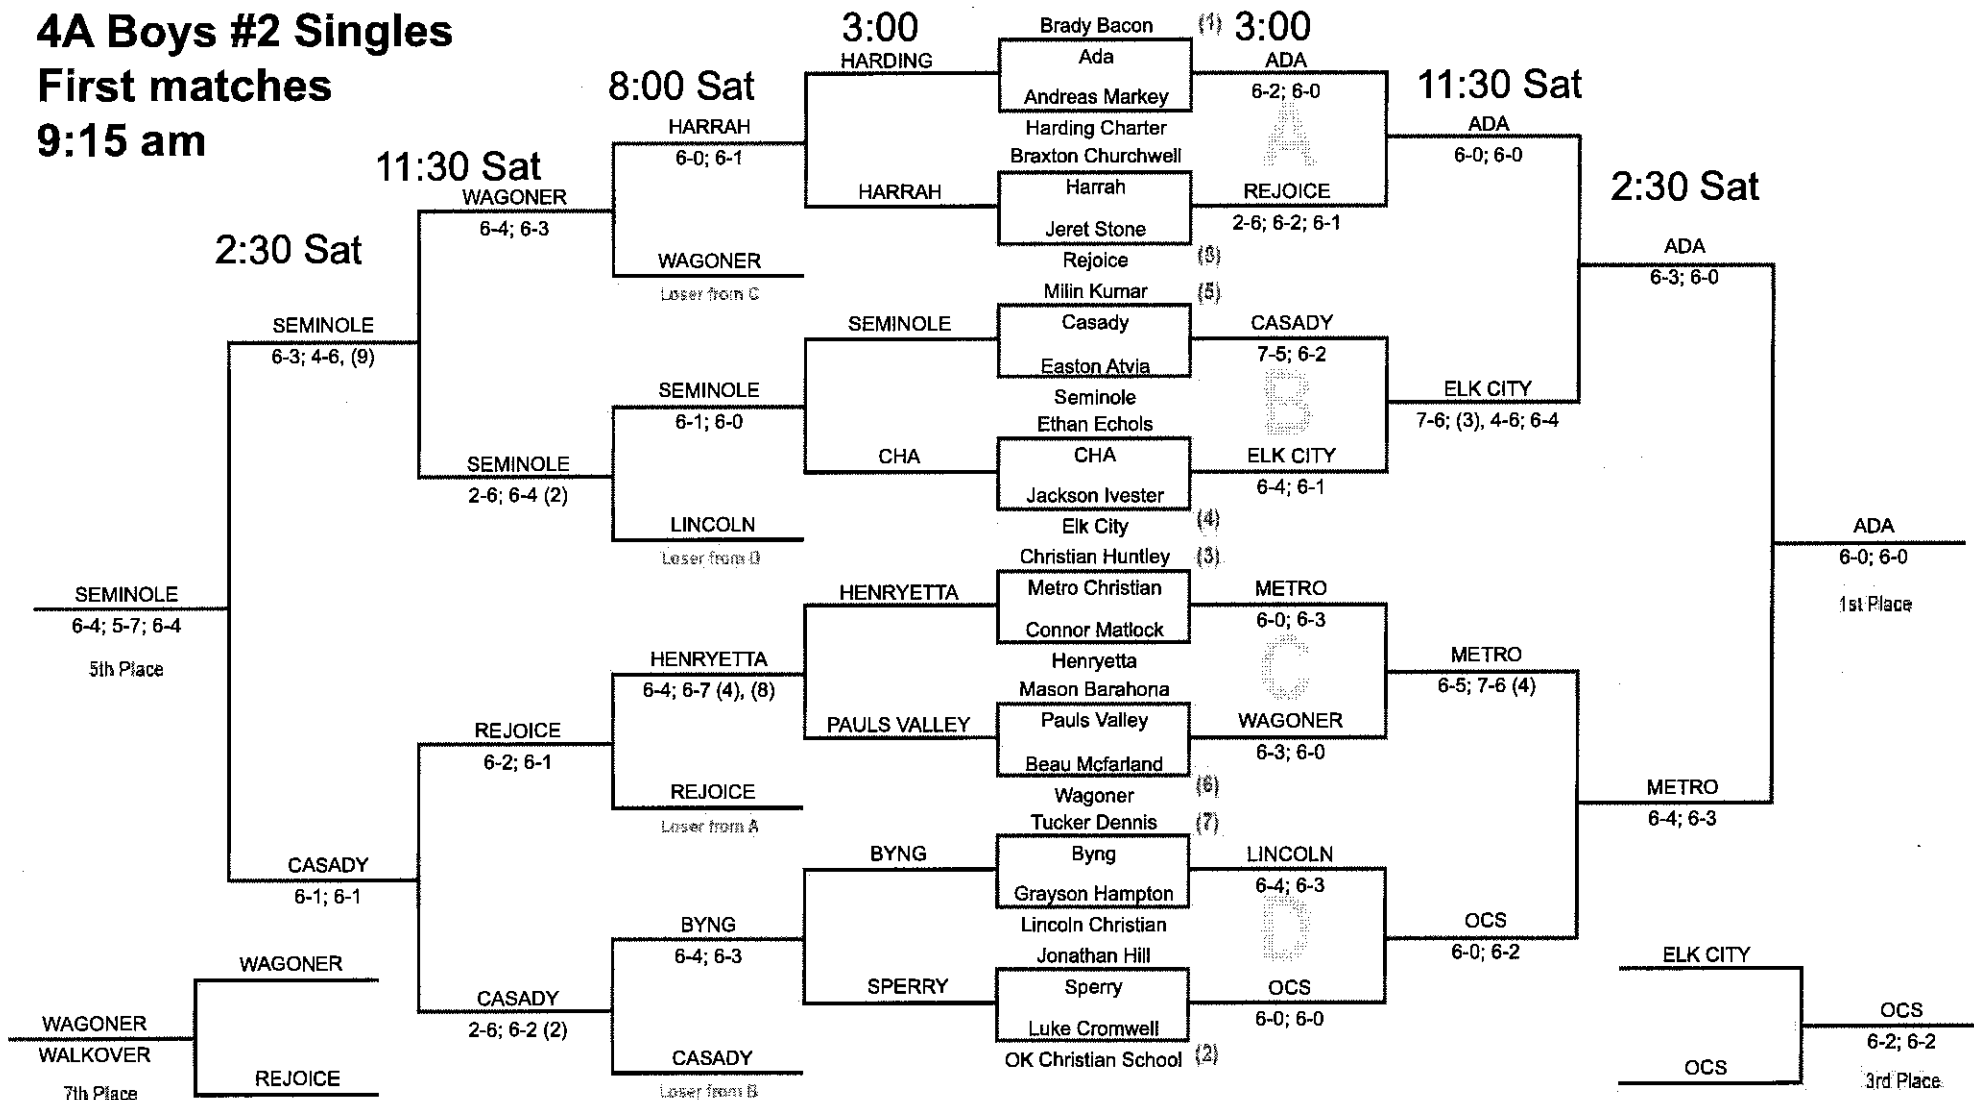 4A Boys #2 Singles
First matches
9:15 am
3:00
3:00
8:00 Sat
11:30 Sat
11:30 Sat
2:30 Sat
2:30 Sat
Brady Bacon (1)
Ada
Andreas Markey
Harding Charter
Braxton Churchwell
Harrah
Jeret Stone
Rejoice (8)
Milin Kumar (5)
Casady
Easton Atvia
Seminole
Ethan Echols
CHA
Jackson Ivester
Elk City (4)
Christian Huntley (3)
Metro Christian
Connor Matlock
Henryetta
Mason Barahona
Pauls Valley
Beau Mcfarland
Wagoner (6)
Tucker Dennis (7)
Byng
Grayson Hampton
Lincoln Christian
Jonathan Hill
Sperry
Luke Cromwell
OK Christian School (2)
ADA
6-2; 6-0
A
REJOICE
2-6; 6-2; 6-1
CASADY
7-5; 6-2
B
ELK CITY
6-4; 6-1
METRO
6-0; 6-3
C
WAGONER
6-3; 6-0
LINCOLN
6-4; 6-3
D
OCS
6-0; 6-0
ADA
6-0; 6-0
ELK CITY
7-6; (3), 4-6; 6-4
METRO
6-5; 7-6 (4)
OCS
6-0; 6-2
ADA
6-3; 6-0
METRO
6-4; 6-3
ADA
6-0; 6-0
1st Place
ELK CITY
OCS
OCS
6-2; 6-2
3rd Place
HARDING
HARRAH
SEMINOLE
CHA
HENRYETTA
PAULS VALLEY
BYNG
SPERRY
HARRAH
6-0; 6-1
WAGONER
Loser from C
SEMINOLE
6-1; 6-0
LINCOLN
Loser from D
HENRYETTA
6-4; 6-7 (4), (8)
REJOICE
Loser from A
BYNG
6-4; 6-3
CASADY
Loser from B
WAGONER
6-4; 6-3
SEMINOLE
2-6; 6-4 (2)
REJOICE
6-2; 6-1
CASADY
2-6; 6-2 (2)
SEMINOLE
6-3; 4-6, (9)
CASADY
6-1; 6-1
SEMINOLE
6-4; 5-7; 6-4
5th Place
WAGONER
REJOICE
WAGONER
WALKOVER
7th Place